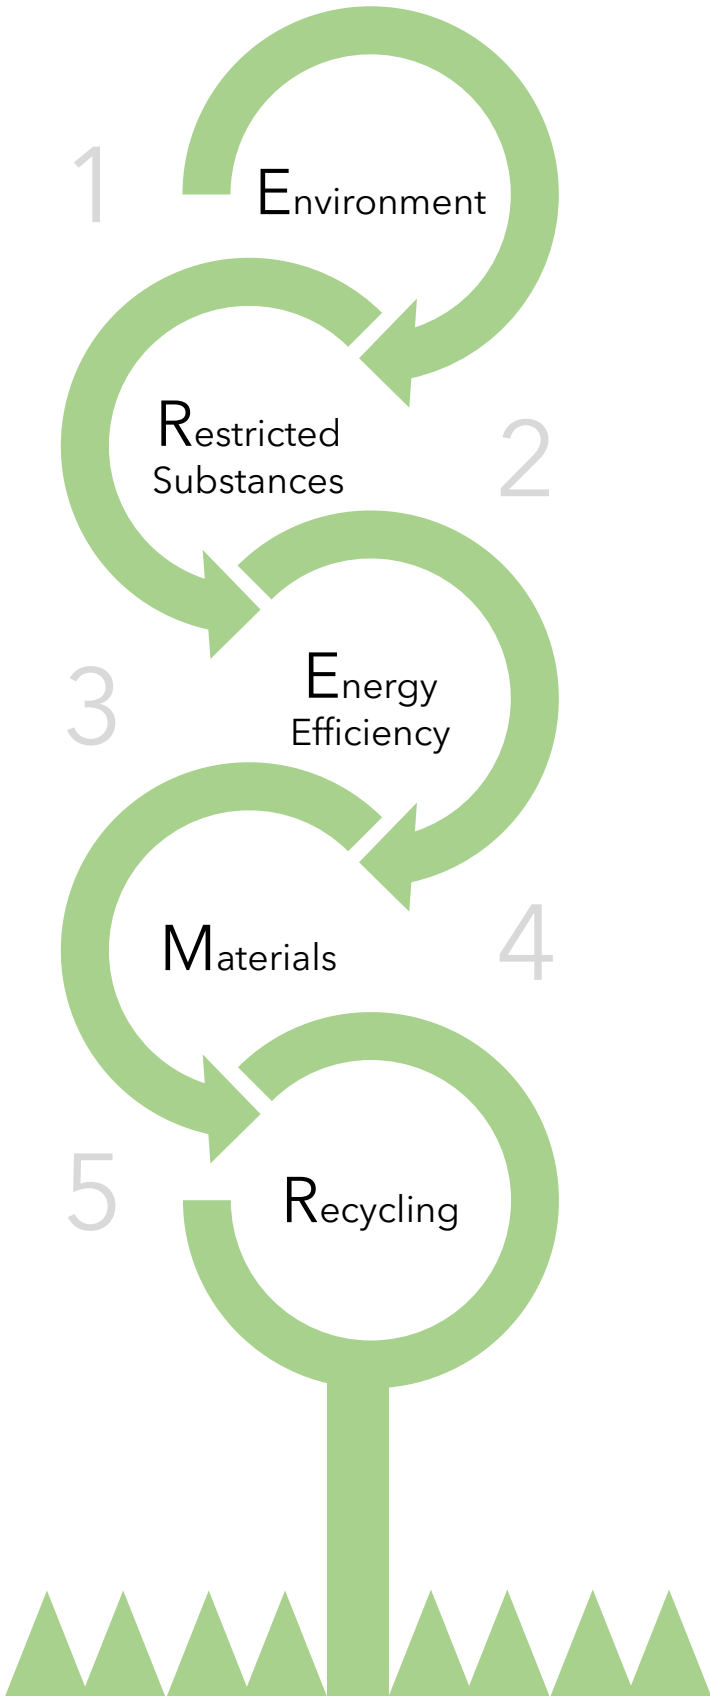 1
Environment
Restricted
Substances
2
Energy
Efficiency
3
Materials
4
Recycling
5